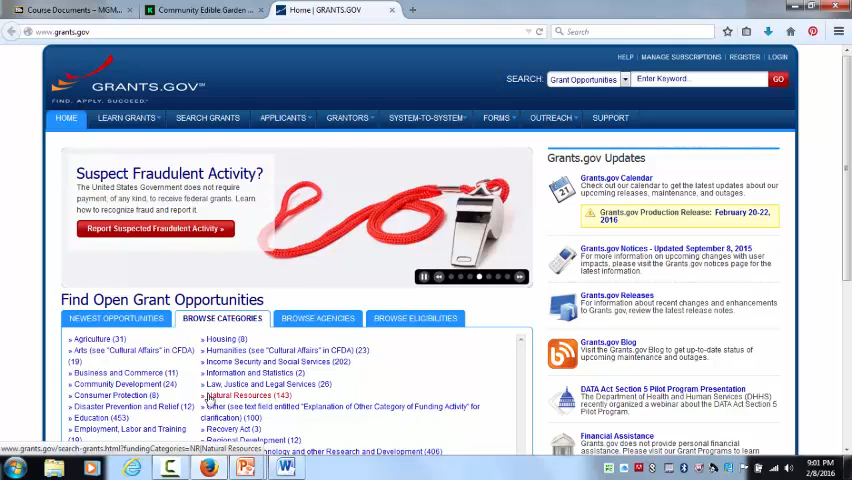 Course Documents – MGM...
Community Edible Garden ...
Home | GRANTS.GOV
www.grants.gov
Search
HELP | MANAGE SUBSCRIPTIONS | REGISTER | LOGIN
GRANTS.GOV™
FIND. APPLY. SUCCEED.™
SEARCH: Grant Opportunities Enter Keyword... GO
HOME LEARN GRANTS SEARCH GRANTS APPLICANTS GRANTORS SYSTEM-TO-SYSTEM FORMS OUTREACH SUPPORT
Suspect Fraudulent Activity?
The United States Government does not require
payment, of any kind, to receive federal grants. Learn
how to recognize fraud and report it.
Report Suspected Fraudulent Activity »
Find Open Grant Opportunities
NEWEST OPPORTUNITIES BROWSE CATEGORIES BROWSE AGENCIES BROWSE ELIGIBILITIES
» Agriculture (31)
» Arts (see "Cultural Affairs" in CFDA)
(19)
» Business and Commerce (11)
» Community Development (24)
» Consumer Protection (8)
» Disaster Prevention and Relief (12)
» Education (453)
» Employment, Labor and Training
(19)
» Housing (8)
» Humanities (see "Cultural Affairs" in CFDA) (23)
» Income Security and Social Services (202)
» Information and Statistics (2)
» Law, Justice and Legal Services (26)
» Natural Resources (143)
» Other (see text field entitled "Explanation of Other Category of Funding Activity" for
clarification) (100)
» Recovery Act (3)
» Regional Development (12)
nology and other Research and Development (406)
Grants.gov Updates
Grants.gov Calendar
Check out our calendar to get the latest updates about our
upcoming releases, maintenance, and outreach.
Grants.gov Production Release: February 20-22,
2016
Grants.gov Notices - Updated September 8, 2015
For more information on upcoming changes with user
impacts, please visit the Grants.gov notices page for the
latest information.
Grants.gov Releases
For information about recent changes and enhancements
to Grants.gov, review the latest release notes.
Grants.gov Blog
Visit the Grants.gov Blog to get up-to-date status of
upcoming maintenance and outreach.
DATA Act Section 5 Pilot Program Presentation
The Department of Health and Human Services (DHHS)
recently organized a webinar about the DATA Act Section 5
Pilot Program.
Financial Assistance
Grants.gov does not provide personal financial
www.grants.gov/search-grants.html?fundingCategories=NR|Natural Resources
9:01 PM
2/8/2016